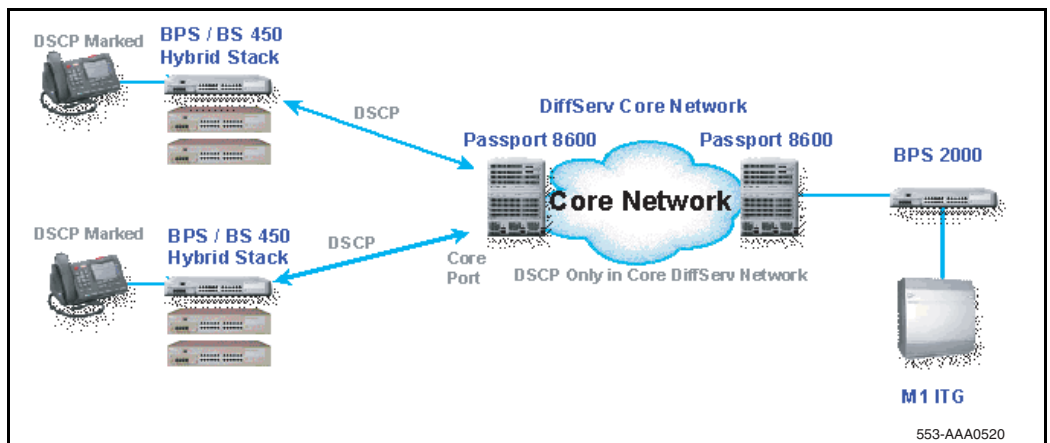 DSCP Marked
BPS / BS 450
Hybrid Stack
DSCP
DiffServ Core Network
Passport 8600
Passport 8600
BPS 2000
Core Network
DSCP Marked
BPS / BS 450
Hybrid Stack
DSCP
Core
Port
DSCP Only in Core DiffServ Network
M1 ITG
553-AAA0520